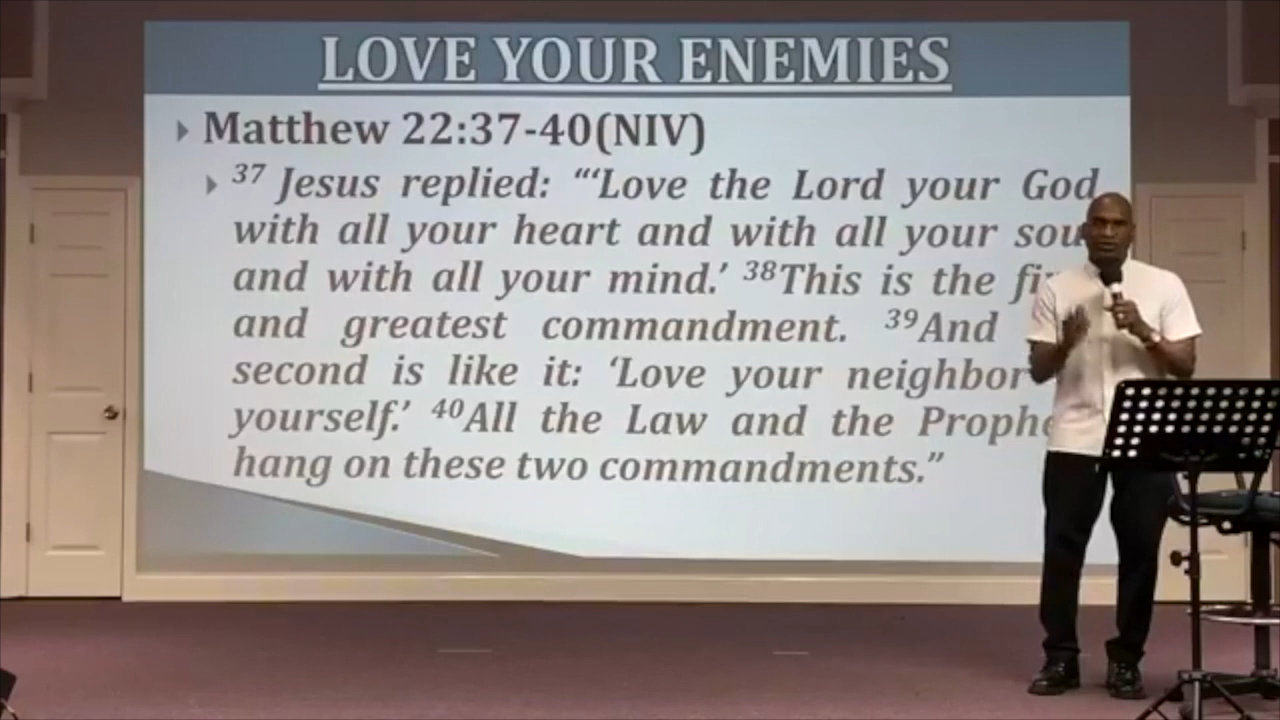 LOVE YOUR ENEMIES
Matthew 22:37-40(NIV)
37 Jesus replied: “‘Love the Lord your God
with all your heart and with all your
and with all your mind.’ 38This is the
and greatest commandment. 39And
second is like it: ‘Love your neighbor
yourself.’ 40All the Law and the
hang on these two commandments.”